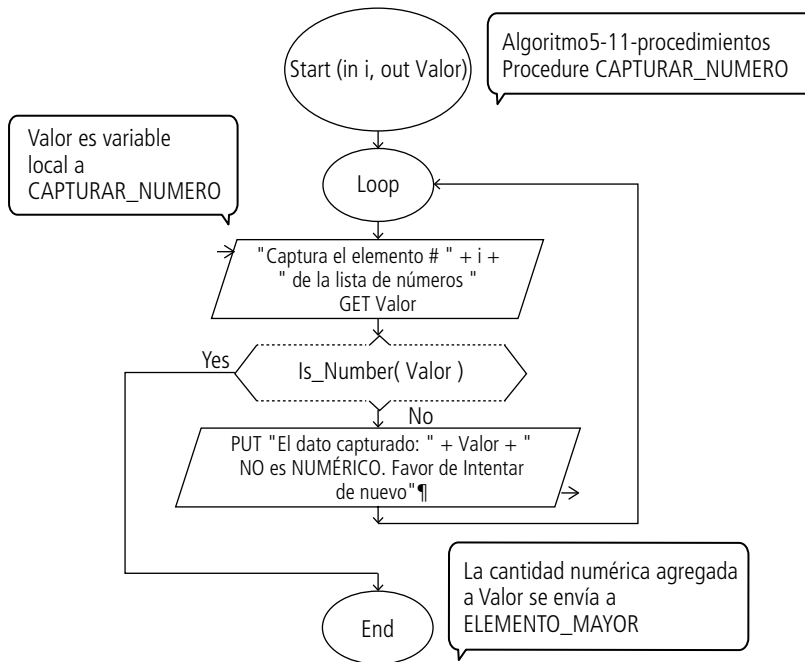 Start (in i, out Valor)
Algoritmo5-11-procedimientos
Procedure CAPTURAR_NUMERO
Valor es variable
local a
CAPTURAR_NUMERO
Loop
"Captura el elemento # " + i +
" de la lista de números "
GET Valor
Yes
Is_Number( Valor )
No
PUT "El dato capturado: " + Valor + "
NO es NUMÉRICO. Favor de Intentar
de nuevo"¶
La cantidad numérica agregada
a Valor se envía a
ELEMENTO_MAYOR
End